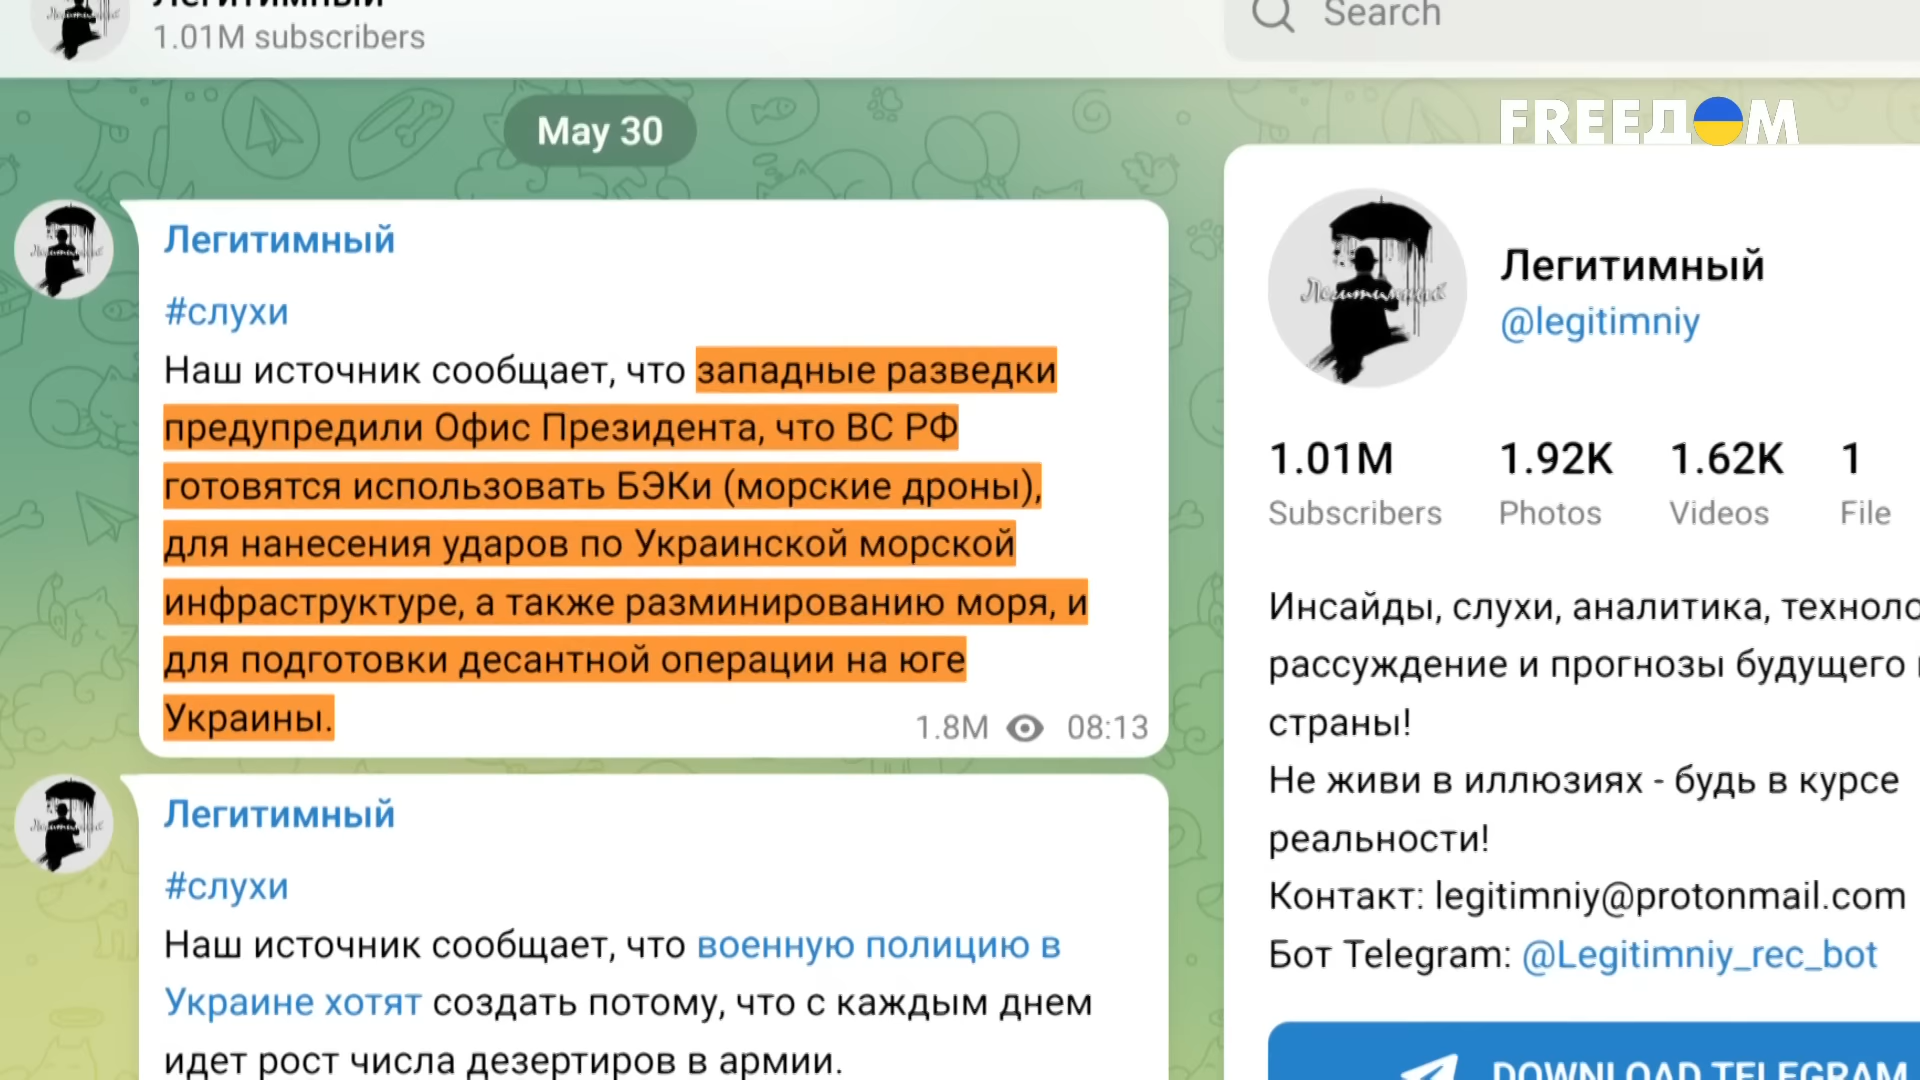 Легитимный
1.01M subscribers
Search
May 30
FREEДOM
Легитимный
#слухи
Наш источник сообщает, что западные разведки
предупредили Офис Президента, что ВС РФ
готовятся использовать БЭКи (морские дроны),
для нанесения ударов по Украинской морской
инфраструктуре, а также разминированию моря, и
для подготовки десантной операции на юге
Украины.
1.8M 08:13
Легитимный
#слухи
Наш источник сообщает, что военную полицию в
Украине хотят создать потому, что с каждым днем
идет рост числа дезертиров в армии.
Легитимный
Легитимный
@legitimniy
1.01M 1.92K 1.62K 1
Subscribers Photos Videos File
Инсайды, слухи, аналитика, техноло
рассуждение и прогнозы будущего
страны!
Не живи в иллюзиях - будь в курсе
реальности!
Контакт: legitimniy@protonmail.com
Бот Telegram: @Legitimniy_rec_bot
DOWNLOAD TELEGRAM